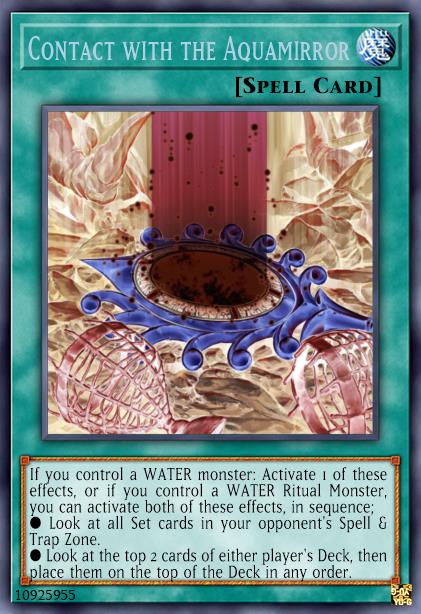 Contact with the Aquamirror
魔
[Spell Card]
If you control a WATER monster: Activate 1 of these
effects, or if you control a WATER Ritual Monster,
you can activate both of these effects, in sequence;
● Look at all Set cards in your opponent's Spell &
Trap Zone.
● Look at the top 2 cards of either player's Deck, then
place them on the top of the Deck in any order.
10925955